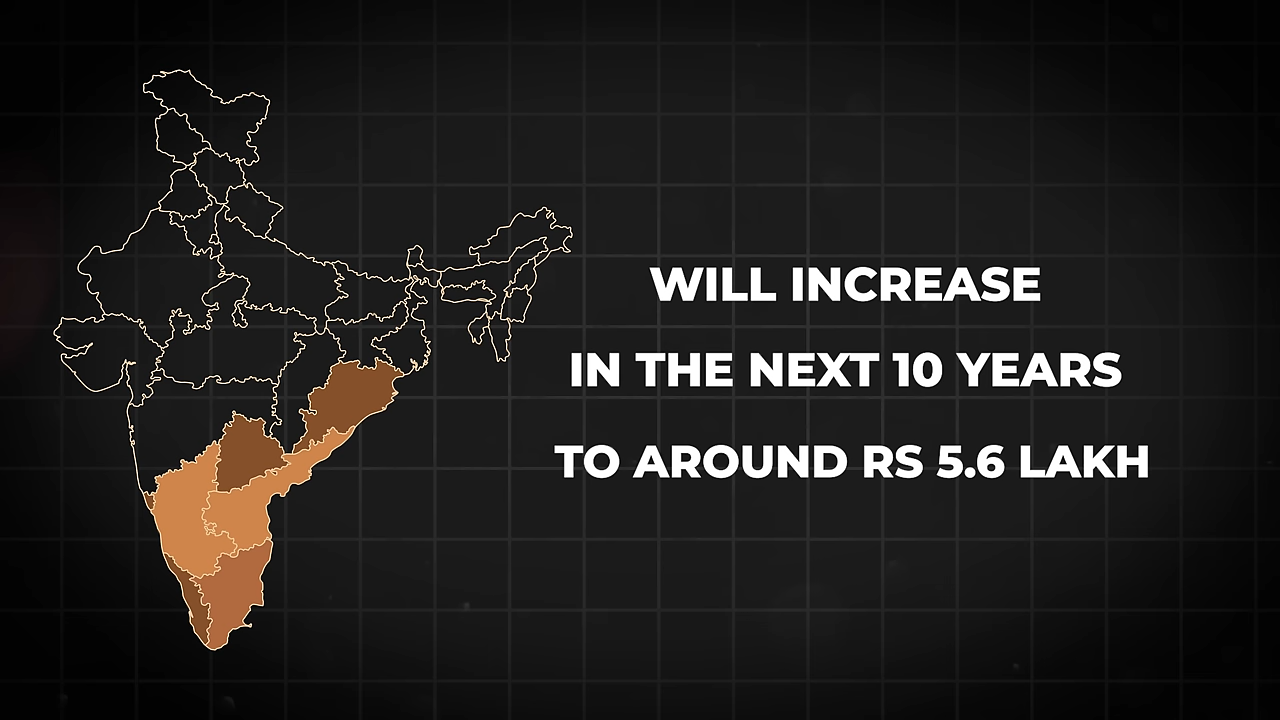 WILL INCREASE
IN THE NEXT 10 YEARS
TO AROUND RS 5.6 LAKH